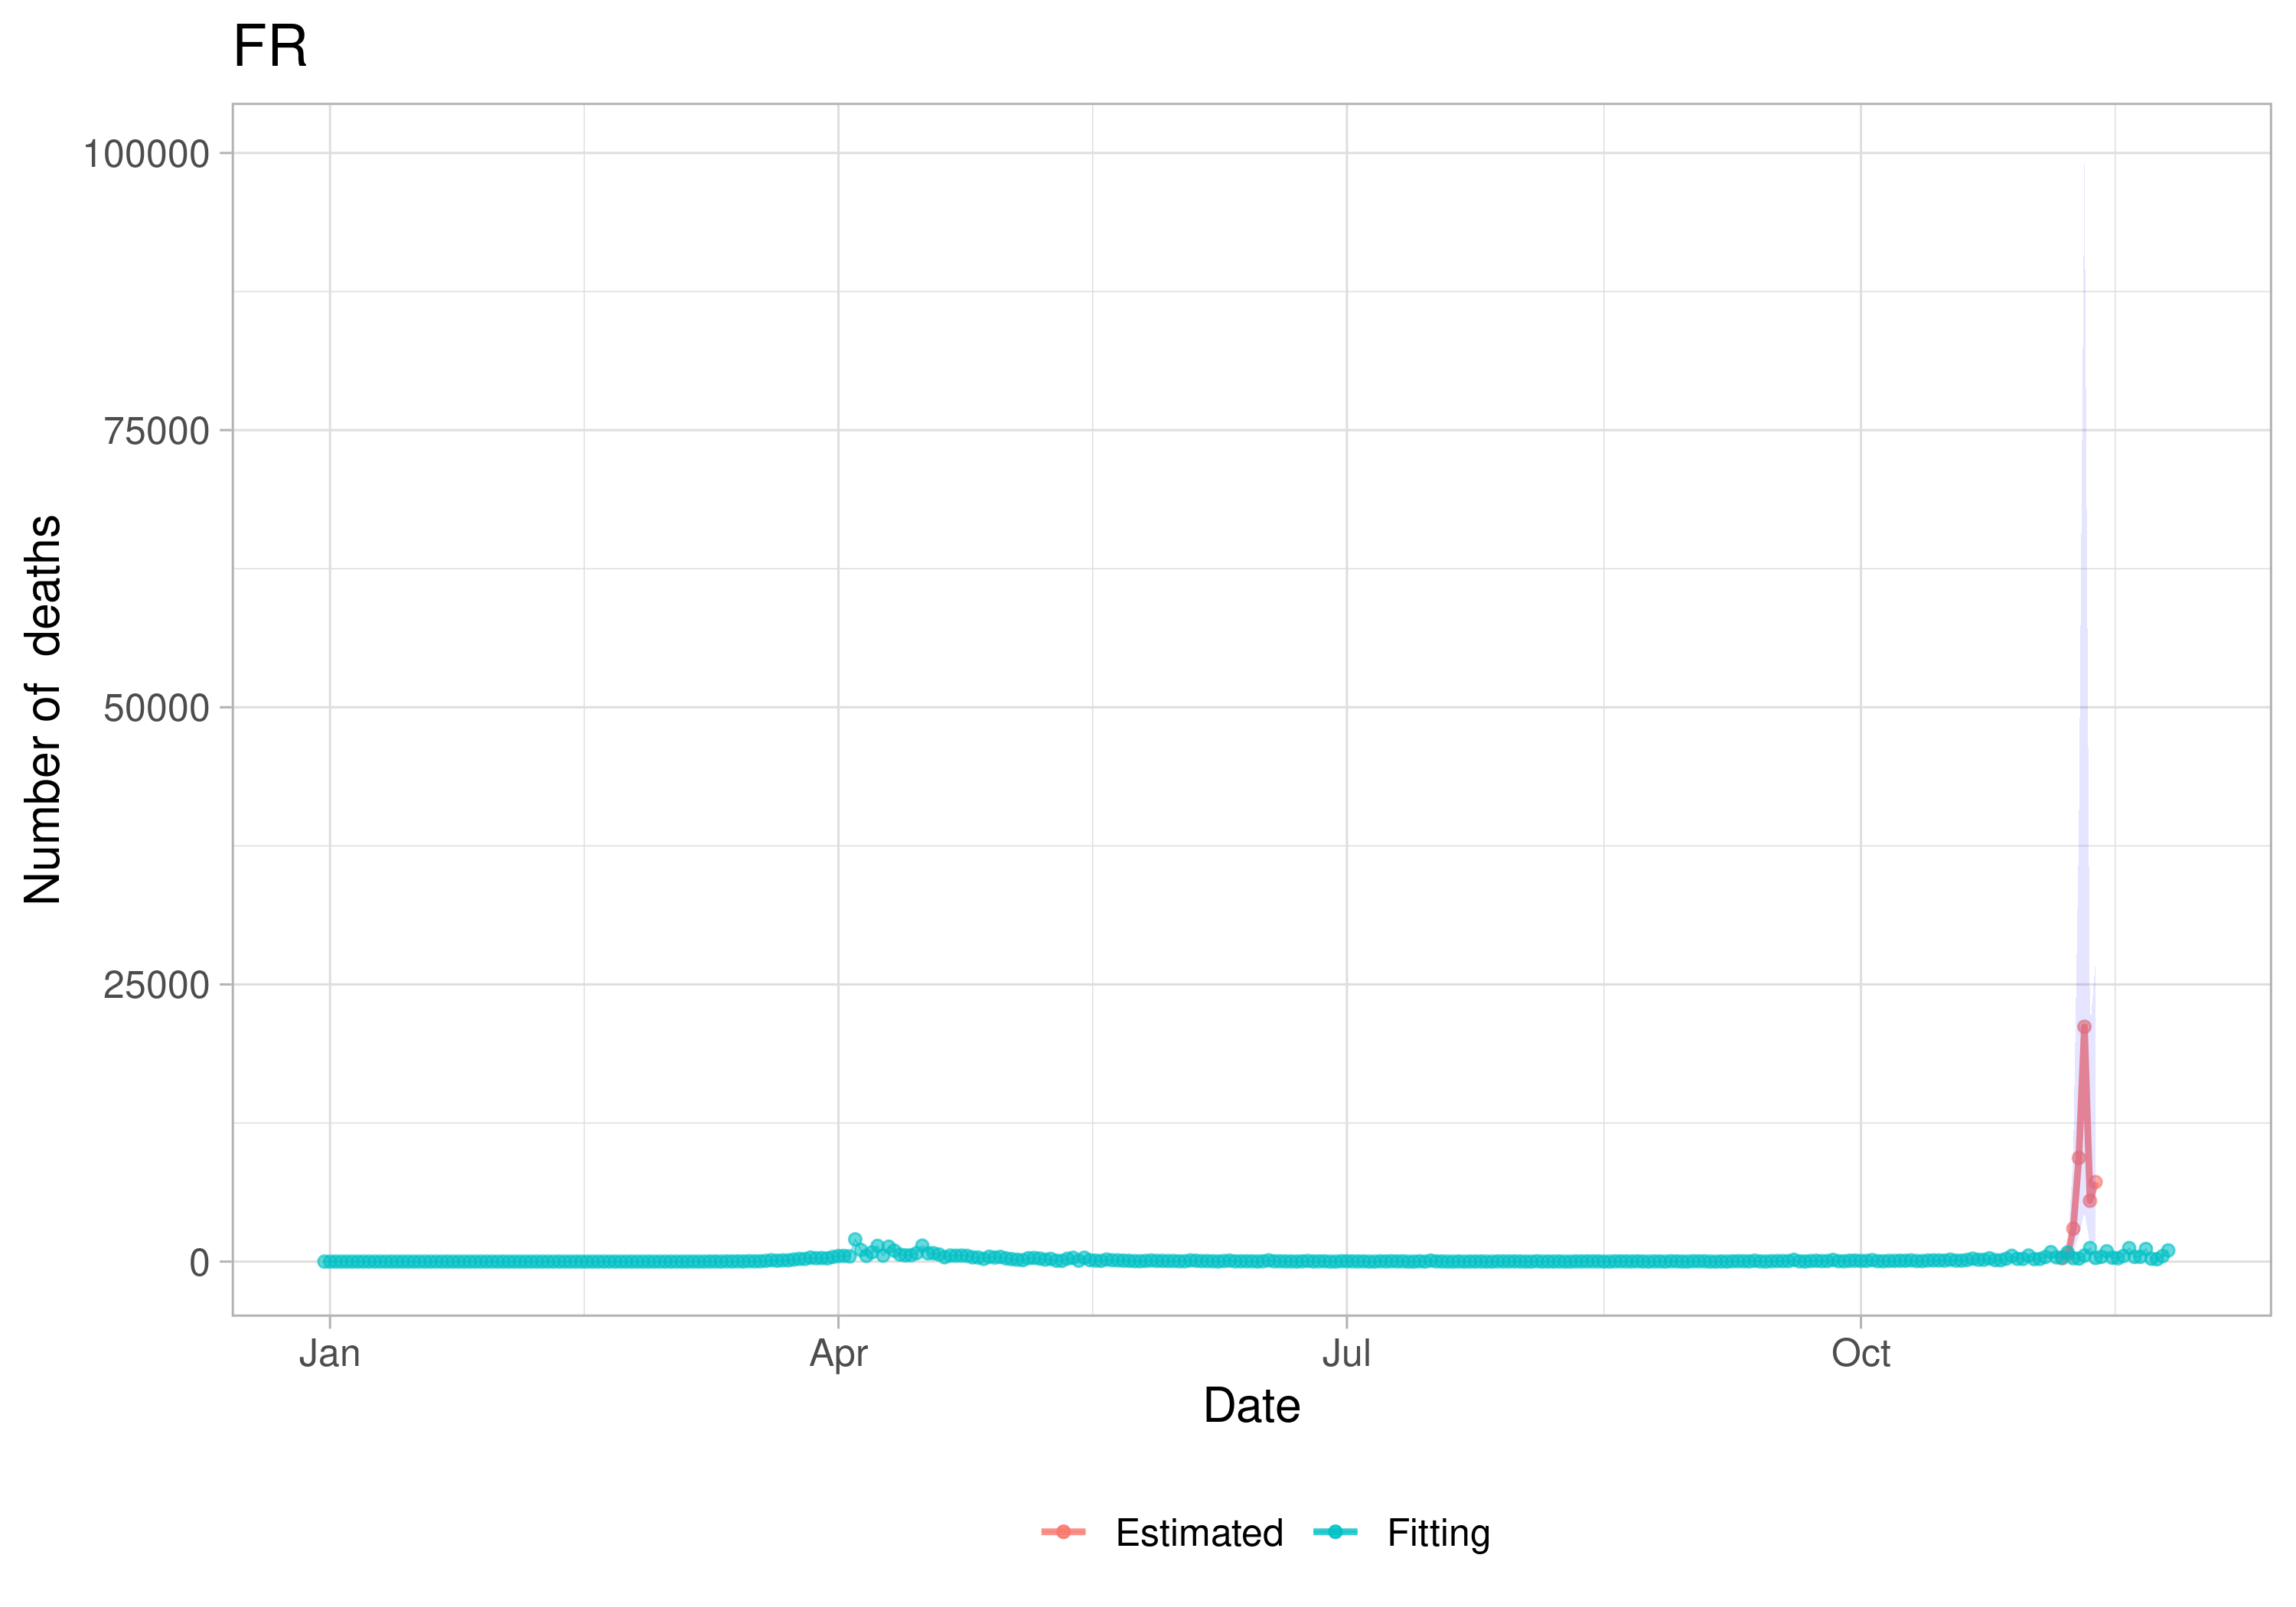 FR
100000
75000
50000
25000
0
Number of  deaths
Jan Apr Jul Oct
Date
Estimated Fitting